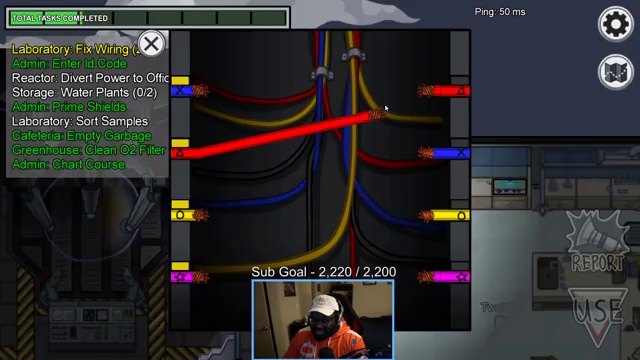 TOTAL TASKS COMPLETED
Ping: 50 ms
Laboratory: Fix Wiring (
Admin: Enter Id Code
Reactor: Divert Power to Offic
Storage: Water Plants (0/2)
Admin: Prime Shields
Laboratory: Sort Samples
Cafeteria: Empty Garbage
Greenhouse: Clean O2 Filter
Admin: Chart Course
REPORT
Sub Goal - 2,220 / 2,200
USE